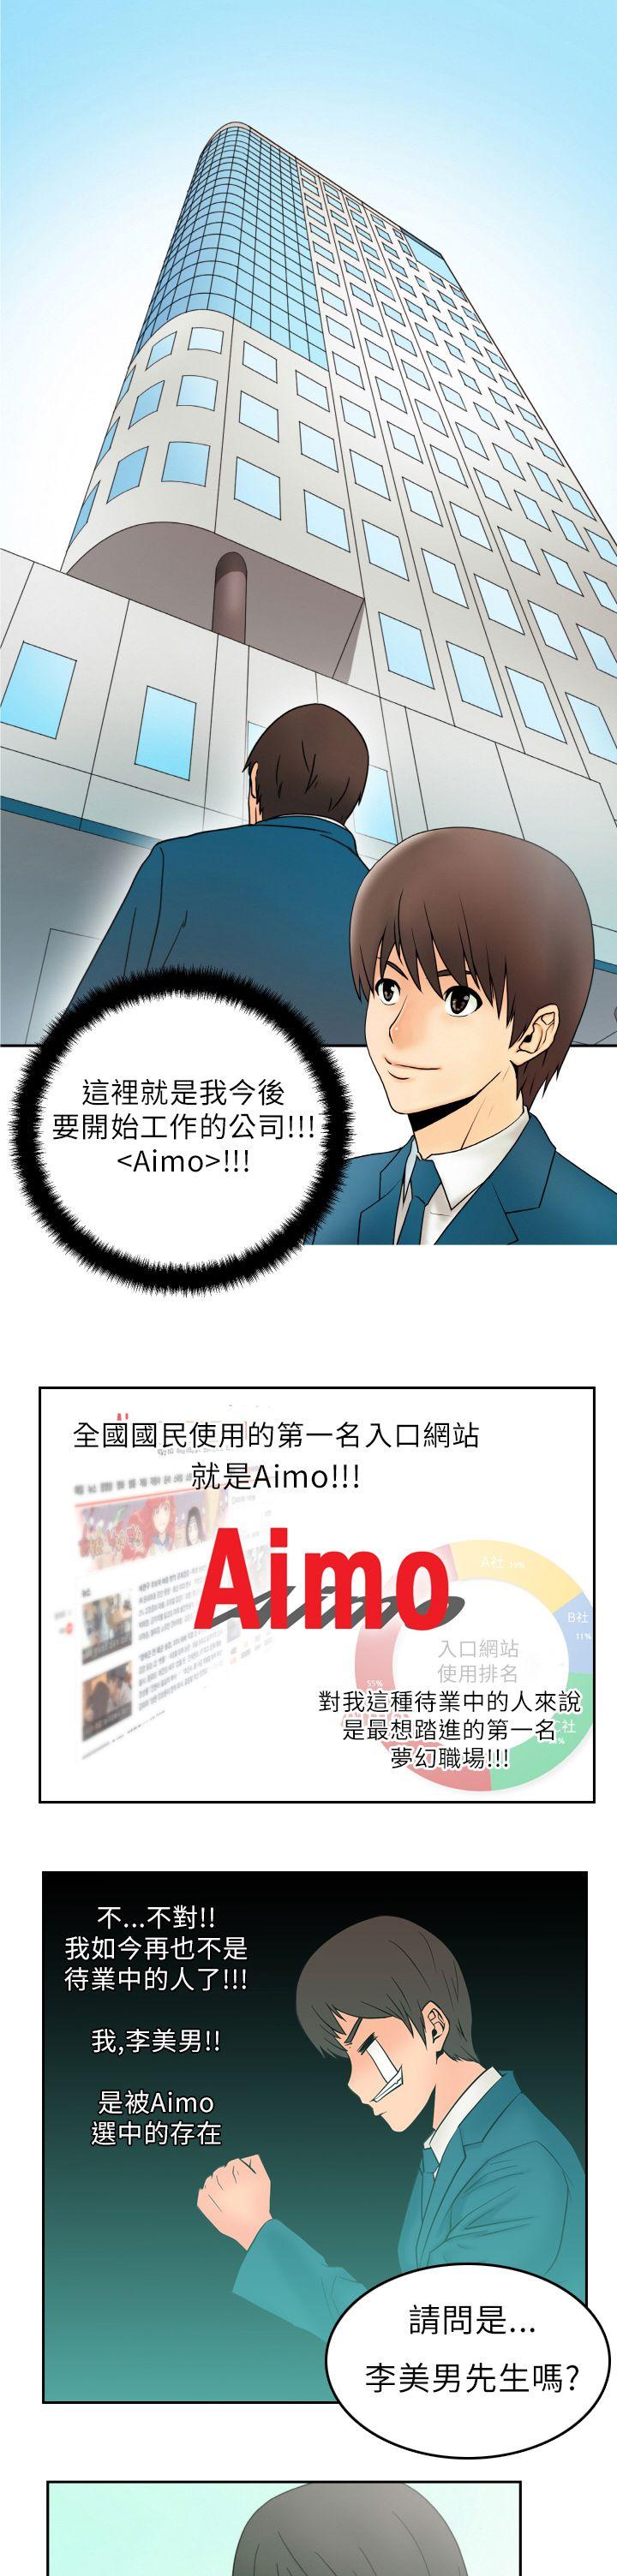 這裡就是我今後
要開始工作的公司!!!
<Aimo>!!!
全國國民使用的第一名入口網站
就是Aimo!!!
Aimo
A社
B社
11%
入口網站
使用排名
55%
對我這種待業中的人來說
是最想踏進的第一名
夢幻職場!!!
社
不...不對!!
我如今再也不是
待業中的人了!!!
我,李美男!!
是被Aimo
選中的存在
請問是...
李美男先生嗎?